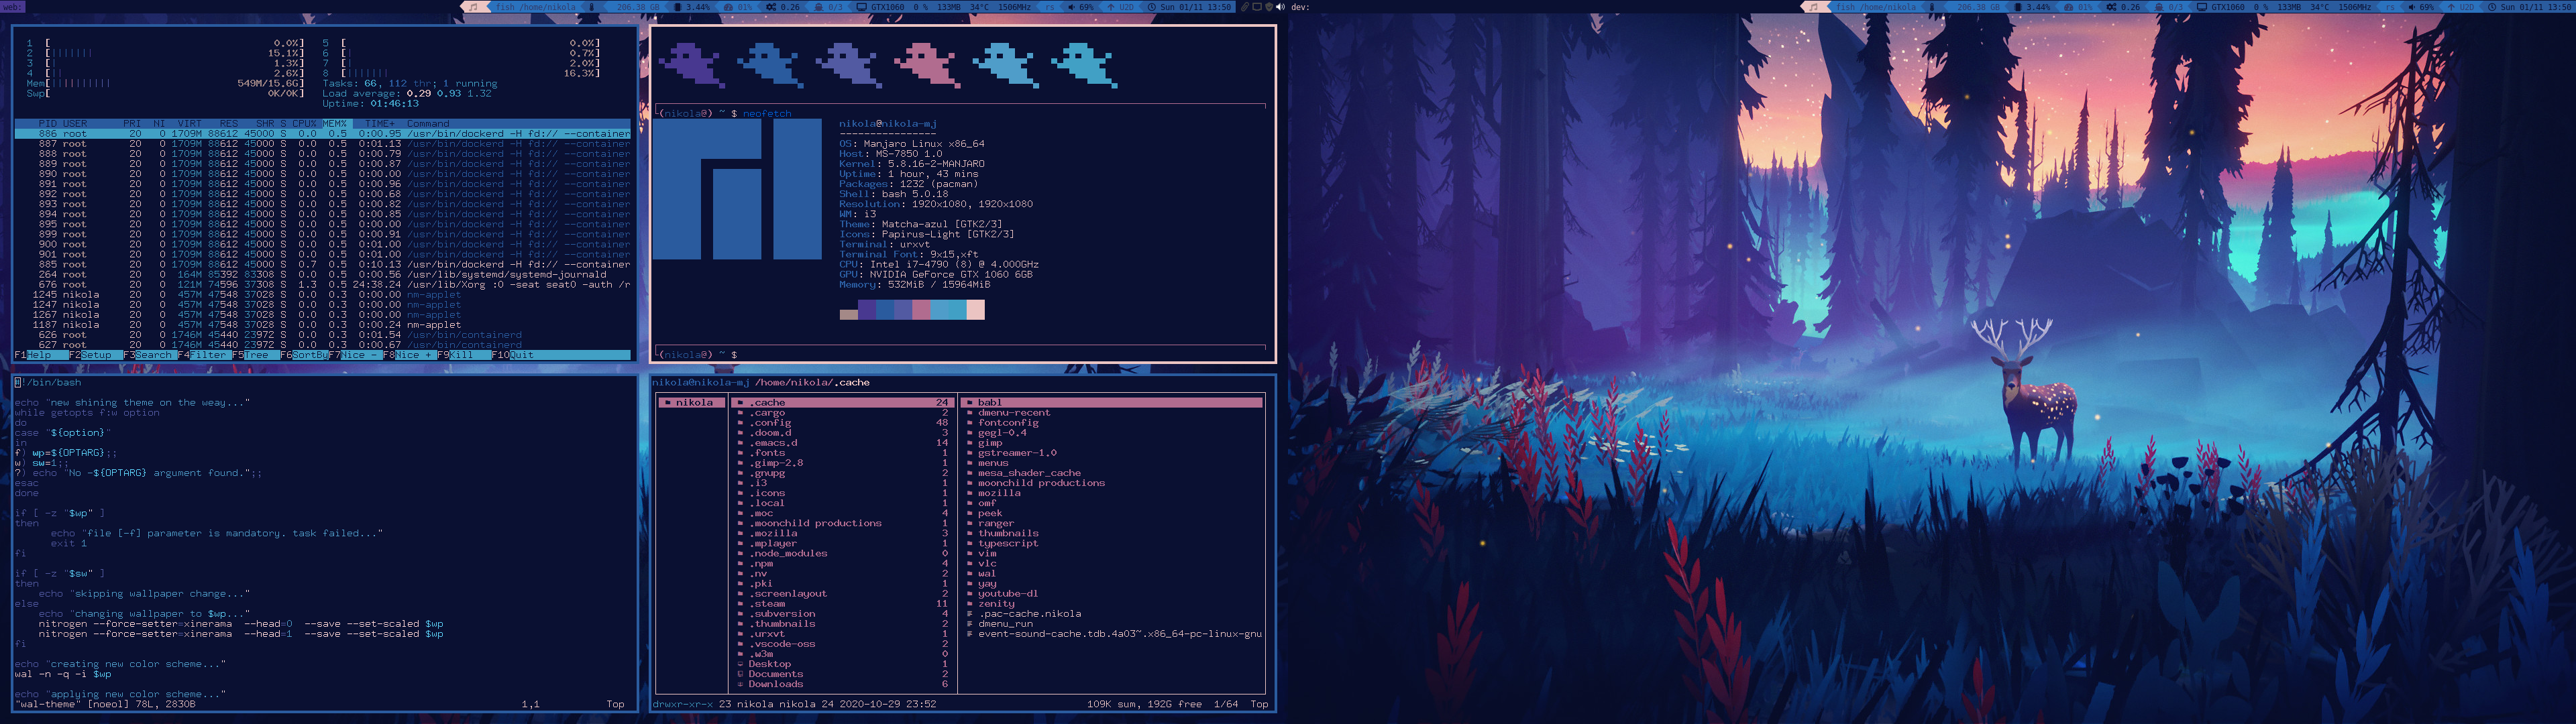 web:
fish /home/nikola 206.38 GB 3.44% 01% 0.26 0/3 GTX1060 0 % 133MB 34°C 1506MHz rs 69% U2D Sun 01/11 13:50
dev:
fish /home/nikola 206.38 GB 3.44% 01% 0.26 0/3 GTX1060 0 % 133MB 34°C 1506MHz rs 69% U2D Sun 01/11 13:50
1 [ 0.0%] 5 [ 0.0%]
2 [||||||| 15.1%] 6 [| 0.7%]
3 [| 1.3%] 7 [| 2.0%]
4 [|| 2.6%] 8 [||||||| 16.3%]
Mem[||||||||||| 549M/15.6G] Tasks: 66, 112 thr; 1 running
Swp[ 0K/0K] Load average: 0.29 0.93 1.32
Uptime: 01:46:13
PID USER PRI NI VIRT RES SHR S CPU% MEM% TIME+ Command
886 root 20 0 1709M 88612 45000 S 0.0 0.5 0:00.95 /usr/bin/dockerd -H fd:// --container
887 root 20 0 1709M 88612 45000 S 0.0 0.5 0:01.13 /usr/bin/dockerd -H fd:// --container
888 root 20 0 1709M 88612 45000 S 0.0 0.5 0:00.79 /usr/bin/dockerd -H fd:// --container
889 root 20 0 1709M 88612 45000 S 0.0 0.5 0:00.87 /usr/bin/dockerd -H fd:// --container
890 root 20 0 1709M 88612 45000 S 0.0 0.5 0:00.00 /usr/bin/dockerd -H fd:// --container
891 root 20 0 1709M 88612 45000 S 0.0 0.5 0:00.96 /usr/bin/dockerd -H fd:// --container
892 root 20 0 1709M 88612 45000 S 0.0 0.5 0:00.68 /usr/bin/dockerd -H fd:// --container
893 root 20 0 1709M 88612 45000 S 0.0 0.5 0:00.82 /usr/bin/dockerd -H fd:// --container
894 root 20 0 1709M 88612 45000 S 0.0 0.5 0:00.85 /usr/bin/dockerd -H fd:// --container
895 root 20 0 1709M 88612 45000 S 0.0 0.5 0:00.00 /usr/bin/dockerd -H fd:// --container
899 root 20 0 1709M 88612 45000 S 0.0 0.5 0:00.91 /usr/bin/dockerd -H fd:// --container
900 root 20 0 1709M 88612 45000 S 0.0 0.5 0:01.00 /usr/bin/dockerd -H fd:// --container
901 root 20 0 1709M 88612 45000 S 0.0 0.5 0:01.00 /usr/bin/dockerd -H fd:// --container
885 root 20 0 1709M 88612 45000 S 0.7 0.5 0:10.13 /usr/bin/dockerd -H fd:// --container
264 root 20 0 164M 85392 83308 S 0.0 0.5 0:00.56 /usr/lib/systemd/systemd-journald
676 root 20 0 121M 74596 37308 S 1.3 0.5 24:38.24 /usr/lib/Xorg :0 -seat seat0 -auth /r
1245 nikola 20 0 457M 47548 37028 S 0.0 0.3 0:00.00 nm-applet
1247 nikola 20 0 457M 47548 37028 S 0.0 0.3 0:00.00 nm-applet
1267 nikola 20 0 457M 47548 37028 S 0.0 0.3 0:00.00 nm-applet
1187 nikola 20 0 457M 47548 37028 S 0.0 0.3 0:00.24 nm-applet
626 root 20 0 1746M 45440 23972 S 0.0 0.3 0:01.54 /usr/bin/containerd
627 root 20 0 1746M 45440 23972 S 0.0 0.3 0:00.67 /usr/bin/containerd
F1Help F2Setup F3Search F4Filter F5Tree F6SortBy F7Nice - F8Nice + F9Kill F10Quit
(nikola@) ~ $ neofetch
nikola@nikola-mj
----------------
OS: Manjaro Linux x86_64
Host: MS-7850 1.0
Kernel: 5.8.16-2-MANJARO
Uptime: 1 hour, 43 mins
Packages: 1232 (pacman)
Shell: bash 5.0.18
Resolution: 1920x1080, 1920x1080
WM: i3
Theme: Matcha-azul [GTK2/3]
Icons: Papirus-Light [GTK2/3]
Terminal: urxvt
Terminal Font: 9x15,xft
CPU: Intel i7-4790 (8) @ 4.000GHz
GPU: NVIDIA GeForce GTX 1060 6GB
Memory: 532MiB / 15964MiB
(nikola@) ~ $
#!/bin/bash
echo "new shining theme on the weay..."
while getopts f:w option
do
case "${option}"
in
f) wp=${OPTARG};;
w) sw=1;;
?) echo "No -${OPTARG} argument found.";;
esac
done
if [ -z "$wp" ]
then
echo "file [-f] parameter is mandatory. task failed..."
exit 1
fi
if [ -z "$sw" ]
then
echo "skipping wallpaper change..."
else
echo "changing wallpaper to $wp..."
nitrogen --force-setter=xinerama --head=0 --save --set-scaled $wp
nitrogen --force-setter=xinerama --head=1 --save --set-scaled $wp
fi
echo "creating new color scheme..."
wal -n -q -i $wp
echo "applying new color scheme..."
"wal-theme" [noeol] 78L, 2830B 1,1 Top
nikola@nikola-mj /home/nikola/.cache
nikola .cache 24 babl
.cargo 2 dmenu-recent
.config 48 fontconfig
.doom.d 3 gegl-0.4
.emacs.d 14 gimp
.fonts 1 gstreamer-1.0
.gimp-2.8 1 menus
.gnupg 2 mesa_shader_cache
.i3 1 moonchild productions
.icons 1 mozilla
.local 1 omf
.moc 4 peek
.moonchild productions 1 ranger
.mozilla 3 thumbnails
.mplayer 1 typescript
.node_modules 0 vim
.npm 4 vlc
.nv 2 wal
.pki 1 yay
.screenlayout 2 youtube-dl
.steam 11 zenity
.subversion 4 .pac-cache.nikola
.thumbnails 2 dmenu_run
.urxvt 1 event-sound-cache.tdb.4a03~.x86_64-pc-linux-gnu
.vscode-oss 2
.w3m 0
Desktop 1
Documents 2
Downloads 6
drwxr-xr-x 23 nikola nikola 24 2020-10-29 23:52 109K sum, 192G free 1/64 Top